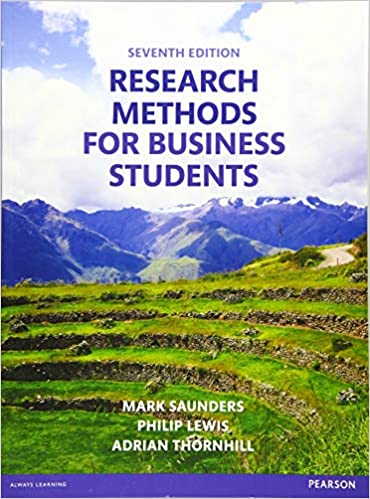 SEVENTH EDITION
RESEARCH
METHODS
FOR BUSINESS
STUDENTS
MARK SAUNDERS
PHILIP LEWIS
ADRIAN THORNHILL
ALWAYS LEARNING
PEARSON